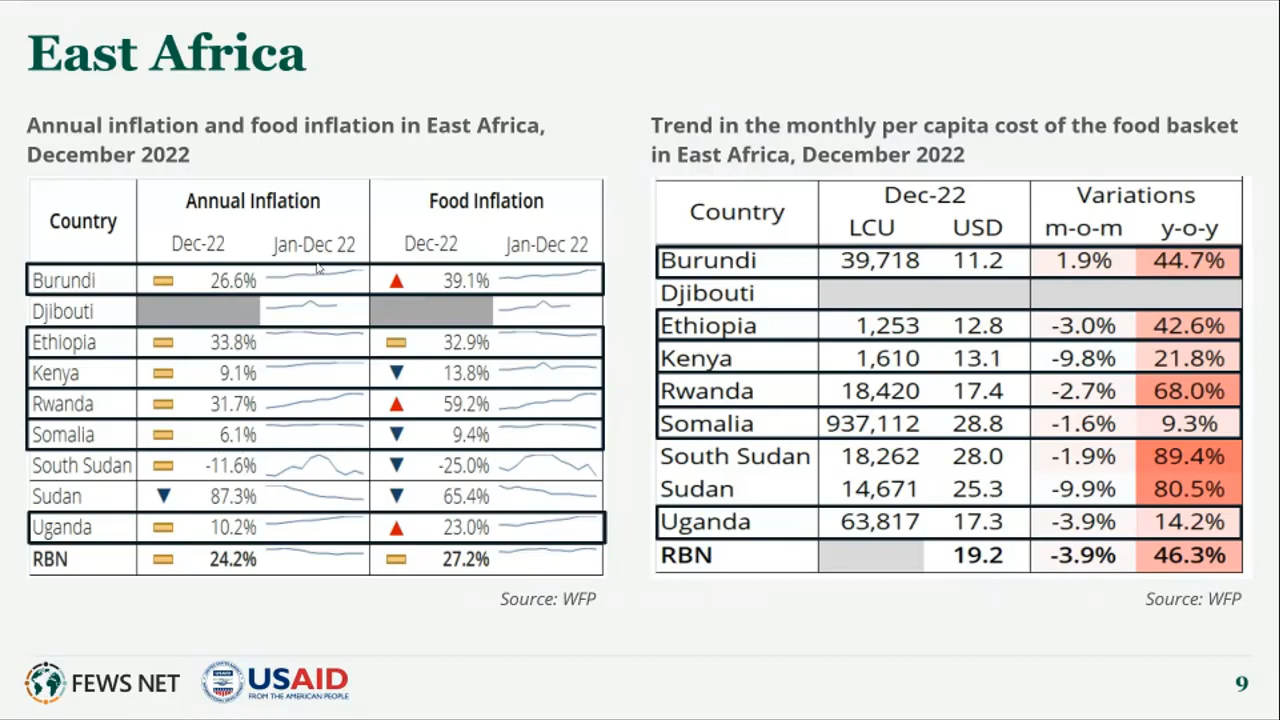 East Africa
Annual inflation and food inflation in East Africa,
December 2022
Country Annual Inflation Food Inflation
Dec-22 Jan-Dec 22 Dec-22 Jan-Dec 22
Burundi 26.6% 39.1%
Djibouti
Ethiopia 33.8% 32.9%
Kenya 9.1% 13.8%
Rwanda 31.7% 59.2%
Somalia 6.1% 9.4%
South Sudan -11.6% -25.0%
Sudan 87.3% 65.4%
Uganda 10.2% 23.0%
RBN 24.2% 27.2%
Source: WFP
Trend in the monthly per capita cost of the food basket
in East Africa, December 2022
Country Dec-22 Variations
LCU USD m-o-m y-o-y
Burundi 39,718 11.2 1.9% 44.7%
Djibouti
Ethiopia 1,253 12.8 -3.0% 42.6%
Kenya 1,610 13.1 -9.8% 21.8%
Rwanda 18,420 17.4 -2.7% 68.0%
Somalia 937,112 28.8 -1.6% 9.3%
South Sudan 18,262 28.0 -1.9% 89.4%
Sudan 14,671 25.3 -9.9% 80.5%
Uganda 63,817 17.3 -3.9% 14.2%
RBN 19.2 -3.9% 46.3%
Source: WFP
FEWS NET
USAID
FROM THE AMERICAN PEOPLE
9